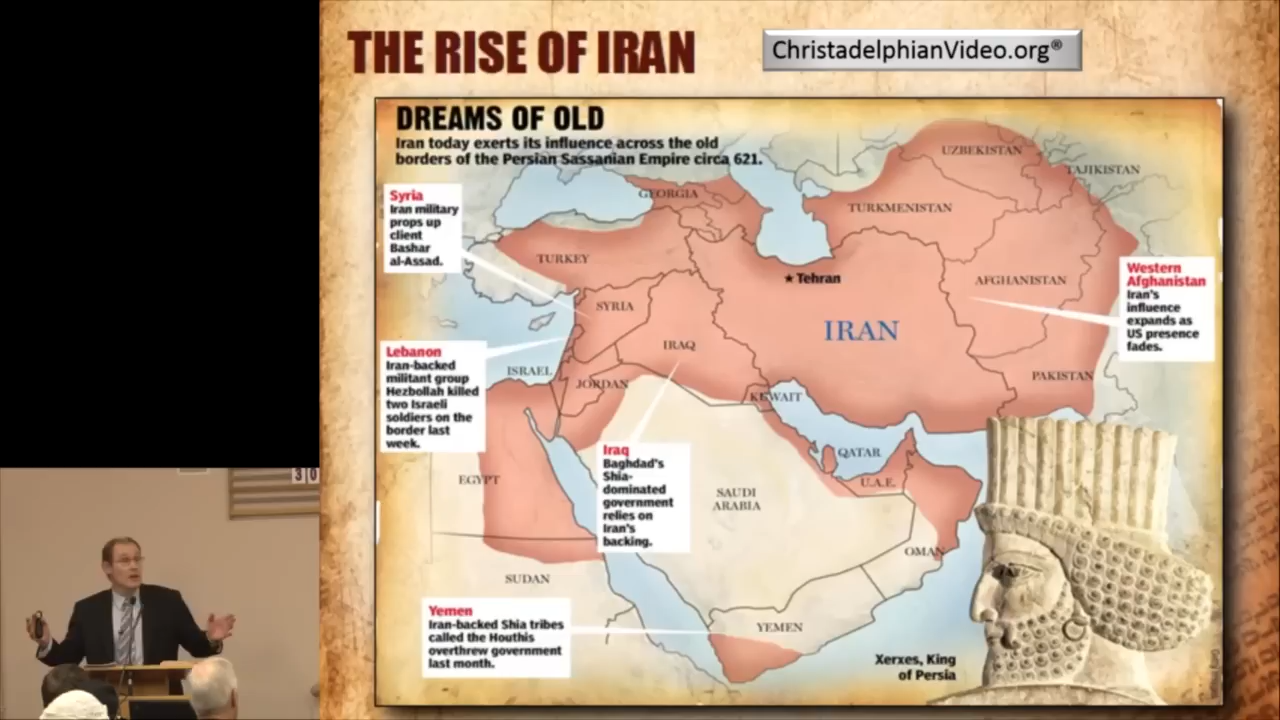 THE RISE OF IRAN
ChristadelphianVideo.org®
DREAMS OF OLD
Iran today exerts its influence across the old
borders of the Persian Sassanian Empire circa 621.
Syria
Iran military
props up
client
Bashar
al-Assad.
Lebanon
Iran-backed
militant group
Hezbollah killed
two Israeli
soldiers on the
border last
week.
Iraq
Baghdad's
Shia-
dominated
government
relies on
Iran's
backing.
Yemen
Iran-backed Shia tribes
called the Houthis
overthrew government
last month.
Western
Afghanistan
Iran's
influence
expands as
US presence
fades.
UZBEKISTAN
TAJIKISTAN
GEORGIA
TURKMENISTAN
TURKEY
★ Tehran
AFGHANISTAN
SYRIA
IRAN
IRAQ
ISRAEL
JORDAN
PAKISTAN
KUWAIT
QATAR
EGYPT
U.A.E.
SAUDI
ARABIA
OMAN
SUDAN
YEMEN
Xerxes, King
of Persia
30